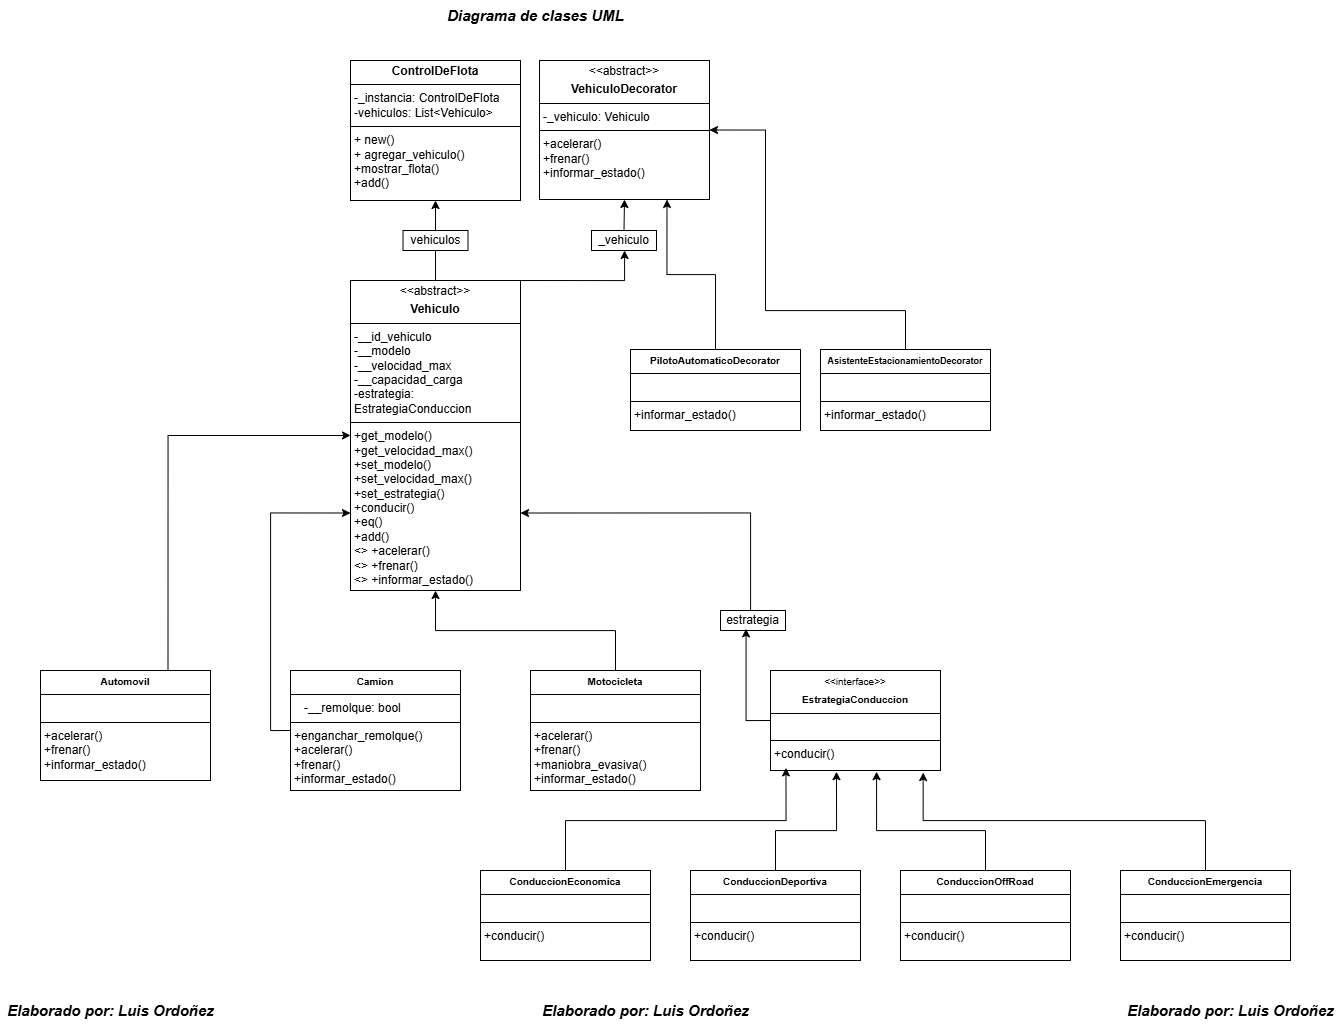 Diagrama de clases UML
ControlDeFlota
-_instancia: ControlDeFlota
-vehiculos: List<Vehiculo>
+ new()
+ agregar_vehiculo()
+mostrar_flota()
+add()
<<abstract>>
VehiculoDecorator
-_vehiculo: Vehiculo
+acelerar()
+frenar()
+informar_estado()
vehiculos
_vehiculo
<<abstract>>
Vehiculo
-__id_vehiculo
-__modelo
-__velocidad_max
-__capacidad_carga
-estrategia:
EstrategiaConduccion
+get_modelo()
+get_velocidad_max()
+set_modelo()
+set_velocidad_max()
+set_estrategia()
+conducir()
+eq()
+add()
<> +acelerar()
<> +frenar()
<> +informar_estado()
PilotoAutomaticoDecorator
+informar_estado()
AsistenteEstacionamientoDecorator
+informar_estado()
estrategia
Automovil
+acelerar()
+frenar()
+informar_estado()
Camion
-__remolque: bool
+enganchar_remolque()
+acelerar()
+frenar()
+informar_estado()
Motocicleta
+acelerar()
+frenar()
+maniobra_evasiva()
+informar_estado()
<<interface>>
EstrategiaConduccion
+conducir()
ConduccionEconomica
+conducir()
ConduccionDeportiva
+conducir()
ConduccionOffRoad
+conducir()
ConduccionEmergencia
+conducir()
Elaborado por: Luis Ordoñez
Elaborado por: Luis Ordoñez
Elaborado por: Luis Ordoñez